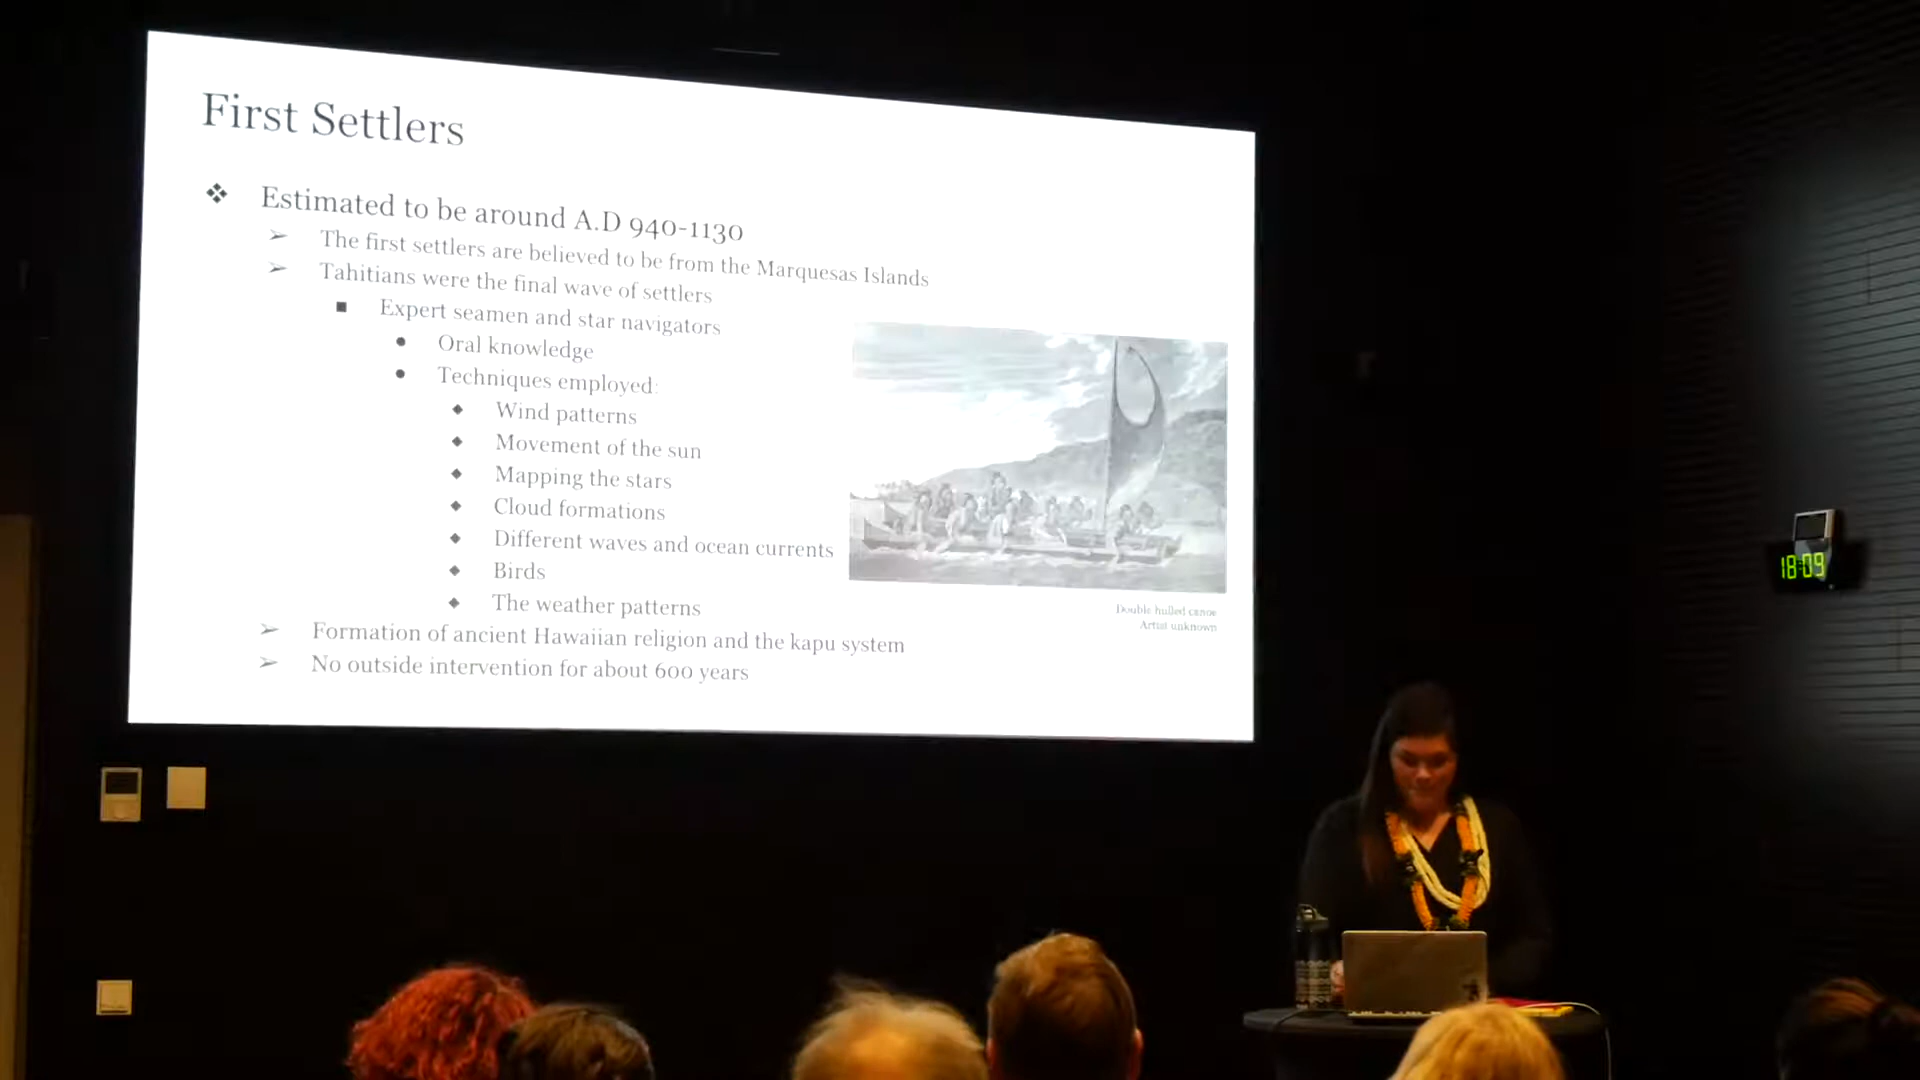 First Settlers
Estimated to be around A.D 940-1130
The first settlers are believed to be from the Marquesas Islands
Tahitians were the final wave of settlers
Expert seamen and star navigators
Oral knowledge
Techniques employed:
Wind patterns
Movement of the sun
Mapping the stars
Cloud formations
Different waves and ocean currents
Birds
The weather patterns
Formation of ancient Hawaiian religion and the kapu system
No outside intervention for about 600 years
Double hulled canoe
Artist unknown
18:09